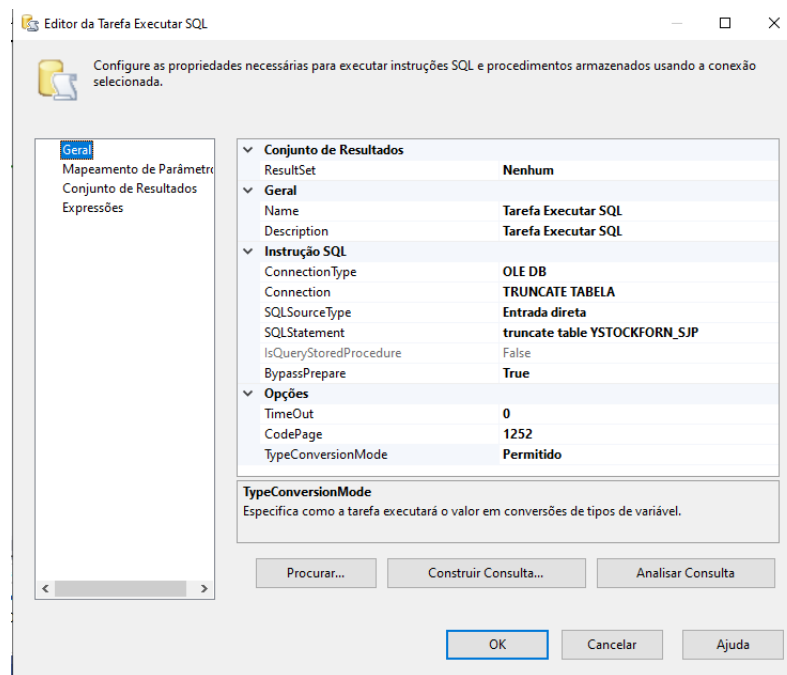 Editor da Tarefa Executar SQL
Configure as propriedades necessárias para executar instruções SQL e procedimentos armazenados usando a conexão
selecionada.
Geral
Mapeamento de Parâmetro
Conjunto de Resultados
Expressões
Conjunto de Resultados
ResultSet Nenhum
Geral
Name Tarefa Executar SQL
Description Tarefa Executar SQL
Instrução SQL
ConnectionType OLE DB
Connection TRUNCATE TABELA
SQLSourceType Entrada direta
SQLStatement truncate table YSTOCKFORN_SJP
IsQueryStoredProcedure False
BypassPrepare True
Opções
TimeOut 0
CodePage 1252
TypeConversionMode Permitido
TypeConversionMode
Especifica como a tarefa executará o valor em conversões de tipos de variável.
Procurar... Construir Consulta... Analisar Consulta
OK Cancelar Ajuda